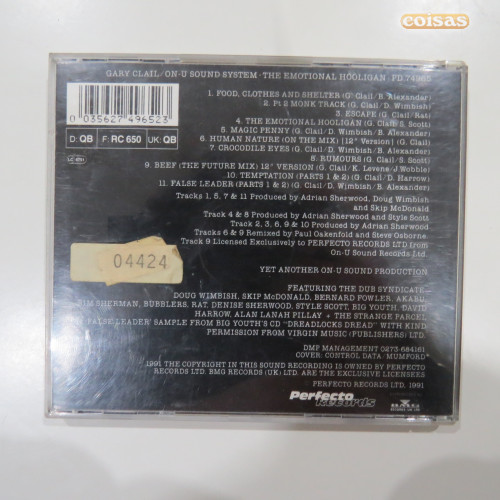 coisas
GARY CLAIL/ON-U SOUND SYSTEM · THE EMOTIONAL HOOLIGAN · PD 74965
0 035627 496523
D: QB F: RC 650 UK: QB
1. FOOD, CLOTHES AND SHELTER (G. Clail/B. Alexander)
2. Pt 2 MONK TRACK (G. Clail/D. Wimbish)
3. ESCAPE (G. Clail/Rat)
4. THE EMOTIONAL HOOLIGAN (G. Clail/S. Scott)
5. MAGIC PENNY (G. Clail/D. Wimbish/B. Alexander)
6. HUMAN NATURE (ON THE MIX) [12" Version] (G. Clail)
7. CROCODILE EYES (G. Clail/D. Wimbish/B. Alexander)
8. RUMOURS (G. Clail/S. Scott)
9. BEEF (THE FUTURE MIX) 12" VERSION (G. Clail/K. Levene/J. Wobble)
10. TEMPTATION (PARTS 1 & 2) (G. Clail/D. Harrow)
11. FALSE LEADER (PARTS 1 & 2) (G. Clail/D. Wimbish/B. Alexander)
Tracks 1, 5, 7 & 11 Produced by Adrian Sherwood, Doug Wimbish
and Skip McDonald
Track 4 & 8 Produced by Adrian Sherwood and Style Scott
Track 2, 3, 6, 9 & 10 Produced by Adrian Sherwood
Tracks 6 & 9 Remixed by Paul Oakenfold and Steve Osborne
Track 9 Licensed Exclusively to PERFECTO RECORDS LTD from
On-U Sound Records Ltd.
04424
YET ANOTHER ON-U SOUND PRODUCTION
FEATURING THE DUB SYNDICATE
DOUG WIMBISH, SKIP McDONALD, BERNARD FOWLER, AKABU,
JIM SHERMAN, BUBBLERS, RAT, DENISE SHERWOOD, STYLE SCOTT, BIG YOUTH, DAVID
HARROW, ALAN LANAH PILLAY + THE STRANGE PARCEL
'FALSE LEADER' SAMPLE FROM BIG YOUTH'S CD "DREADLOCKS DREAD" WITH KIND
PERMISSION FROM VIRGIN MUSIC (PUBLISHERS) LTD.
DMP MANAGEMENT
COVER: CONTROL DATA/MUMFORD
1991 THE COPYRIGHT IN THIS SOUND RECORDING IS OWNED BY PERFECTO
RECORDS LTD. BMG RECORDS (UK) LTD. ARE THE EXCLUSIVE LICENSEES
PERFECTO RECORDS LTD. 1991
Perfecto
Records
BMG